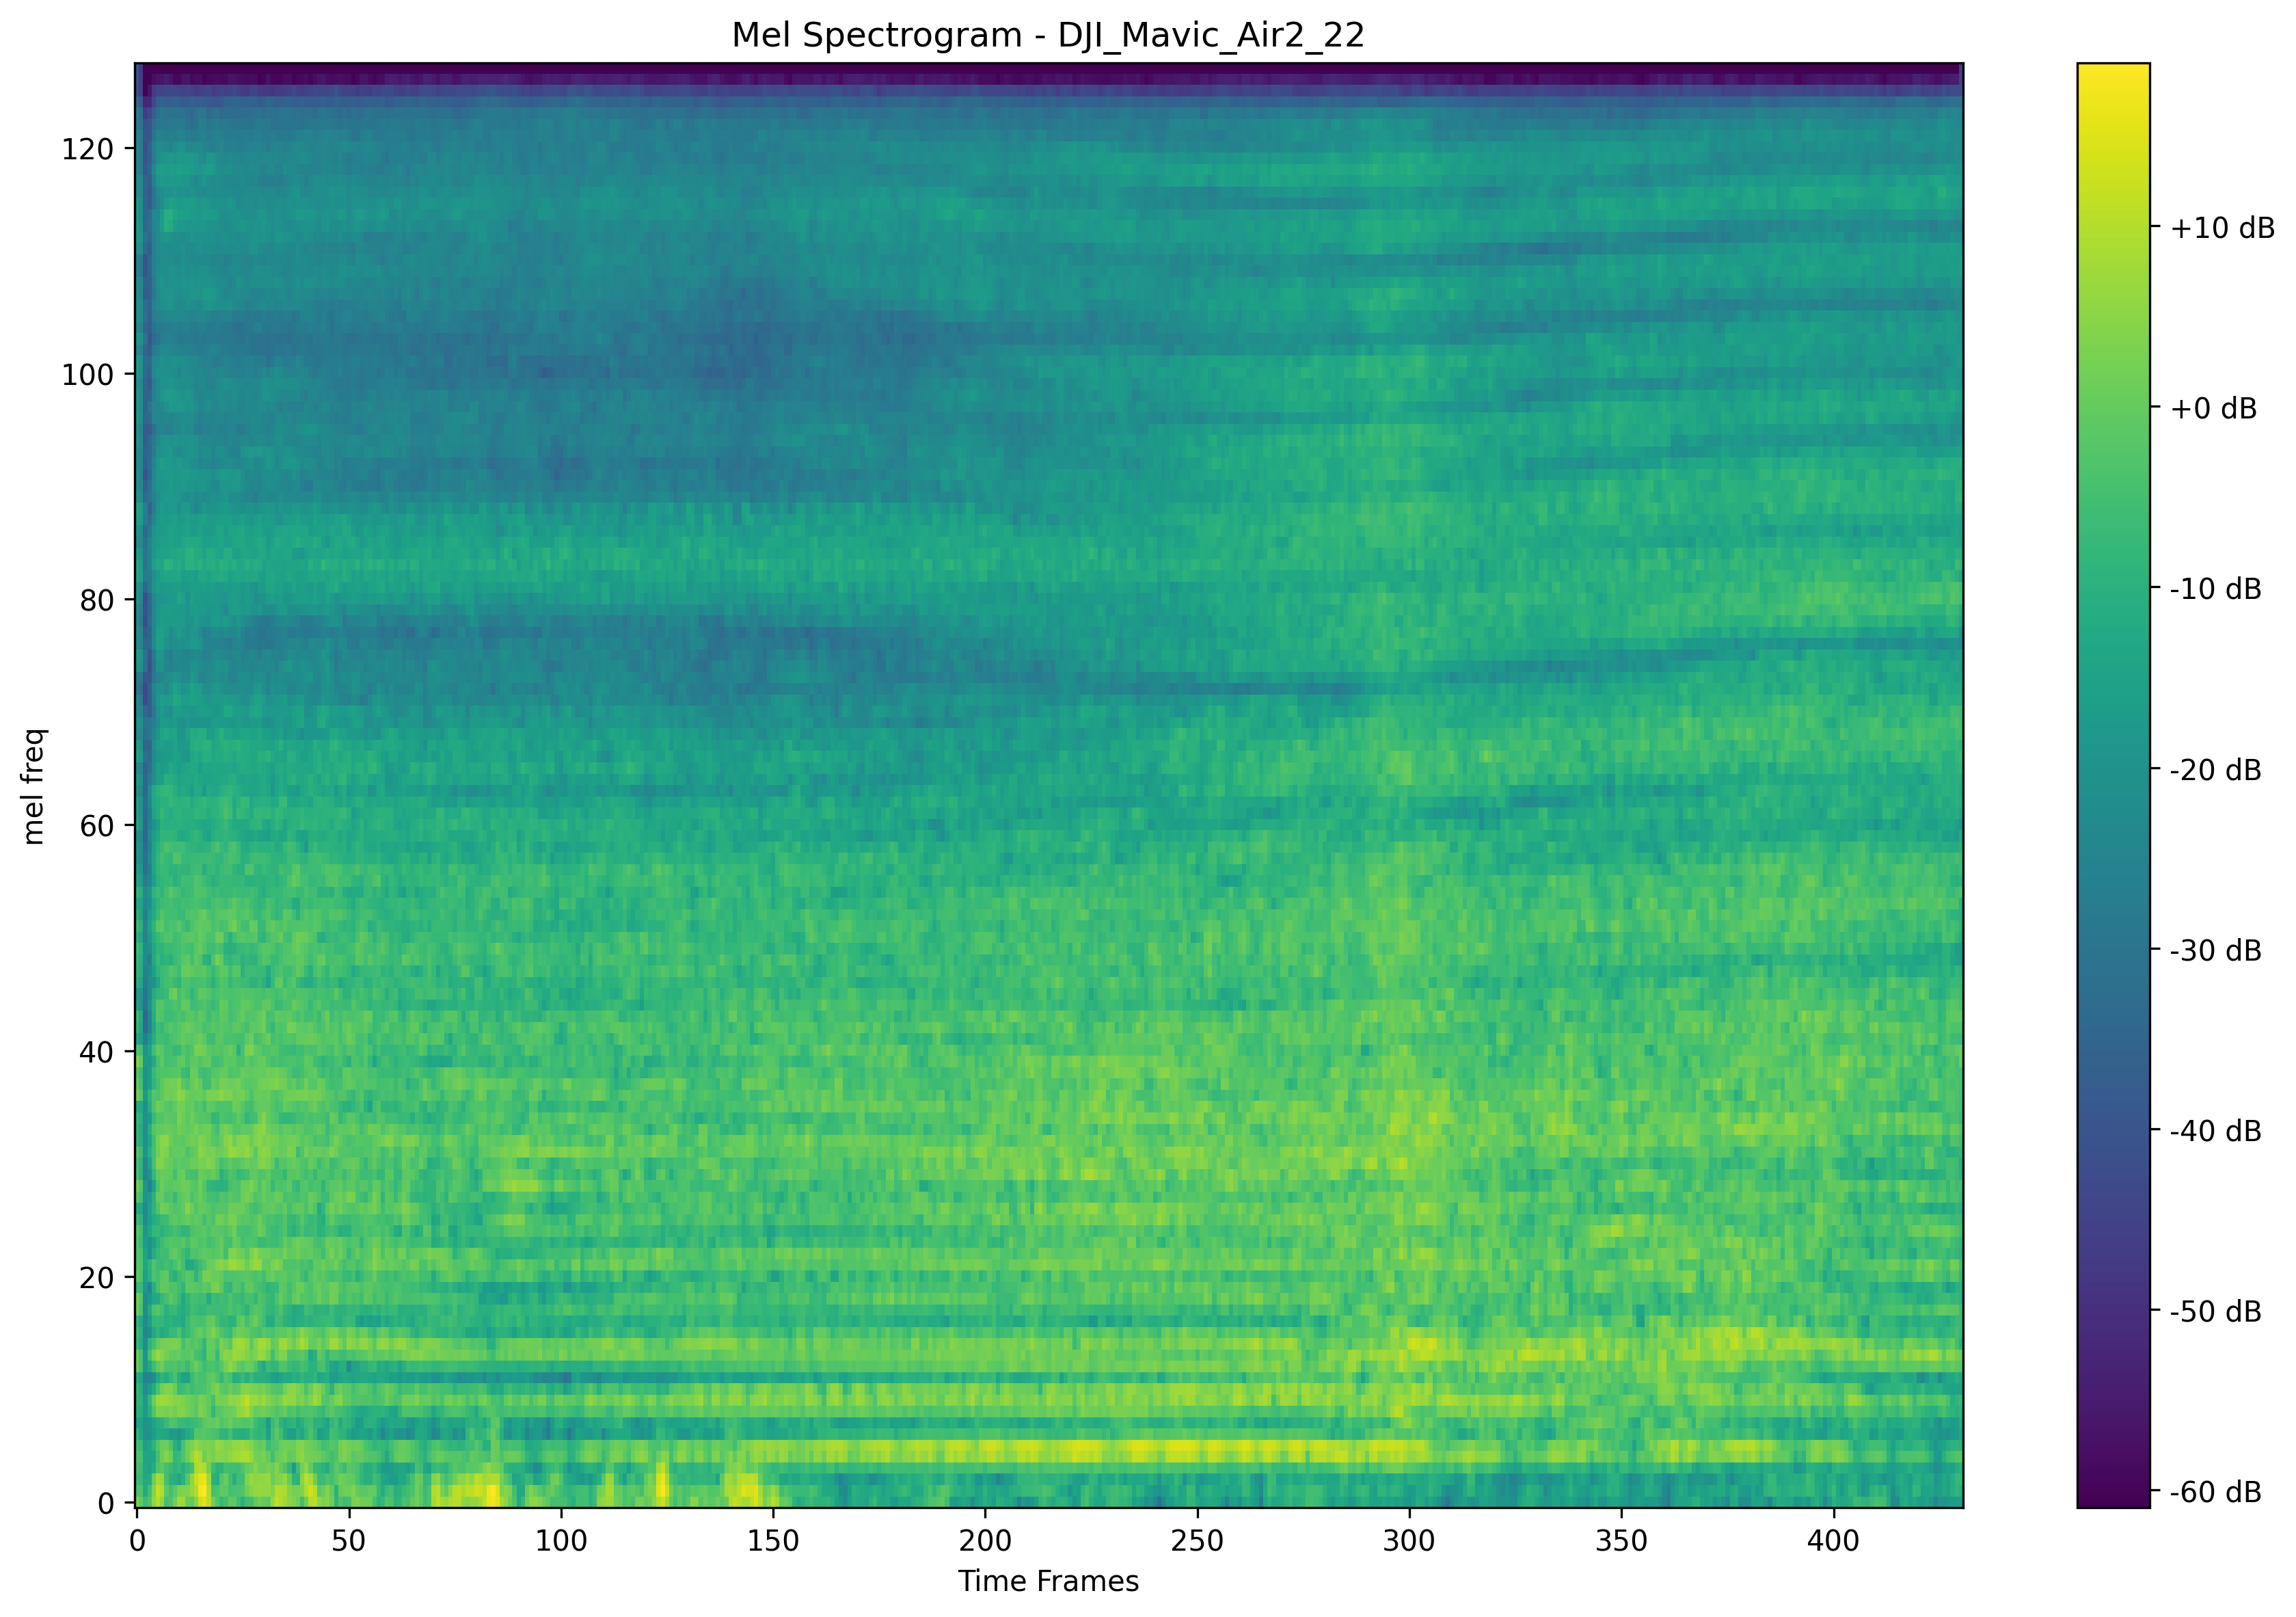 Mel Spectrogram - DJI_Mavic_Air2_22
mel freq
120
100
80
60
40
20
0
0 50 100 150 200 250 300 350 400
Time Frames
+10 dB
+0 dB
-10 dB
-20 dB
-30 dB
-40 dB
-50 dB
-60 dB